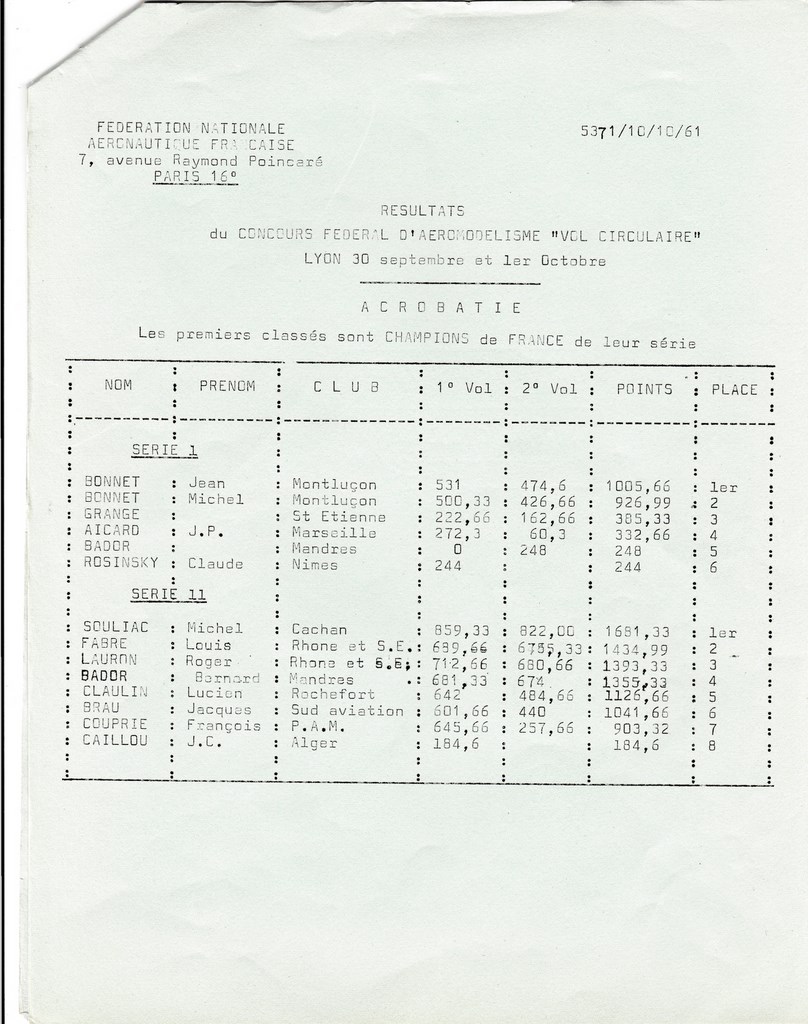 FEDERATION NATIONALE
AERONAUTIQUE FRANCAISE
7, avenue Raymond Poincaré
PARIS 16°
5371/10/10/61
RESULTATS
du CONCOURS FEDERAL D'AEROMODELISME "VOL CIRCULAIRE"
LYON 30 septembre et 1er Octobre
A C R O B A T I E
Les premiers classés sont CHAMPIONS de FRANCE de leur série
NOM : PRENOM : C L U B : 1° Vol : 2° Vol : POINTS : PLACE :
SERIE 1
: BONNET : Jean : Montluçon : 531 : 474,6 : 1005,66 : 1er :
: BONNET : Michel : Montluçon : 500,33 : 426,66 : 926,99 : 2 :
: GRANGE : : St Etienne : 222,66 : 162,66 : 385,33 : 3 :
: AICARD : J.P. : Marseille : 272,3 : 60,3 : 332,66 : 4 :
: BADOR : : Mandres : 0 : 248 : 248 : 5 :
: ROSINSKY : Claude : Nimes : 244 : : 244 : 6 :
SERIE 11
: SOULIAC : Michel : Cachan : 859,33 : 822,00 : 1681,33 : 1er :
: FABRE : Louis : Rhone et S.E. : 689,66 : 6755,33 : 1434,99 : 2 :
: LAURON : Roger : Rhone et S.E. : 712,66 : 680,66 : 1393,33 : 3 :
: BADOR : Bernard : Mandres : 681,33 : 674 : 1355,33 : 4 :
: CLAULIN : Lucien : Rochefort : 642 : 484,66 : 1126,66 : 5 :
: BRAU : Jacques : Sud aviation : 601,66 : 440 : 1041,66 : 6 :
: COUPRIE : François : P.A.M. : 645,66 : 257,66 : 903,32 : 7 :
: CAILLOU : J.C. : Alger : 184,6 : : 184,6 : 8 :